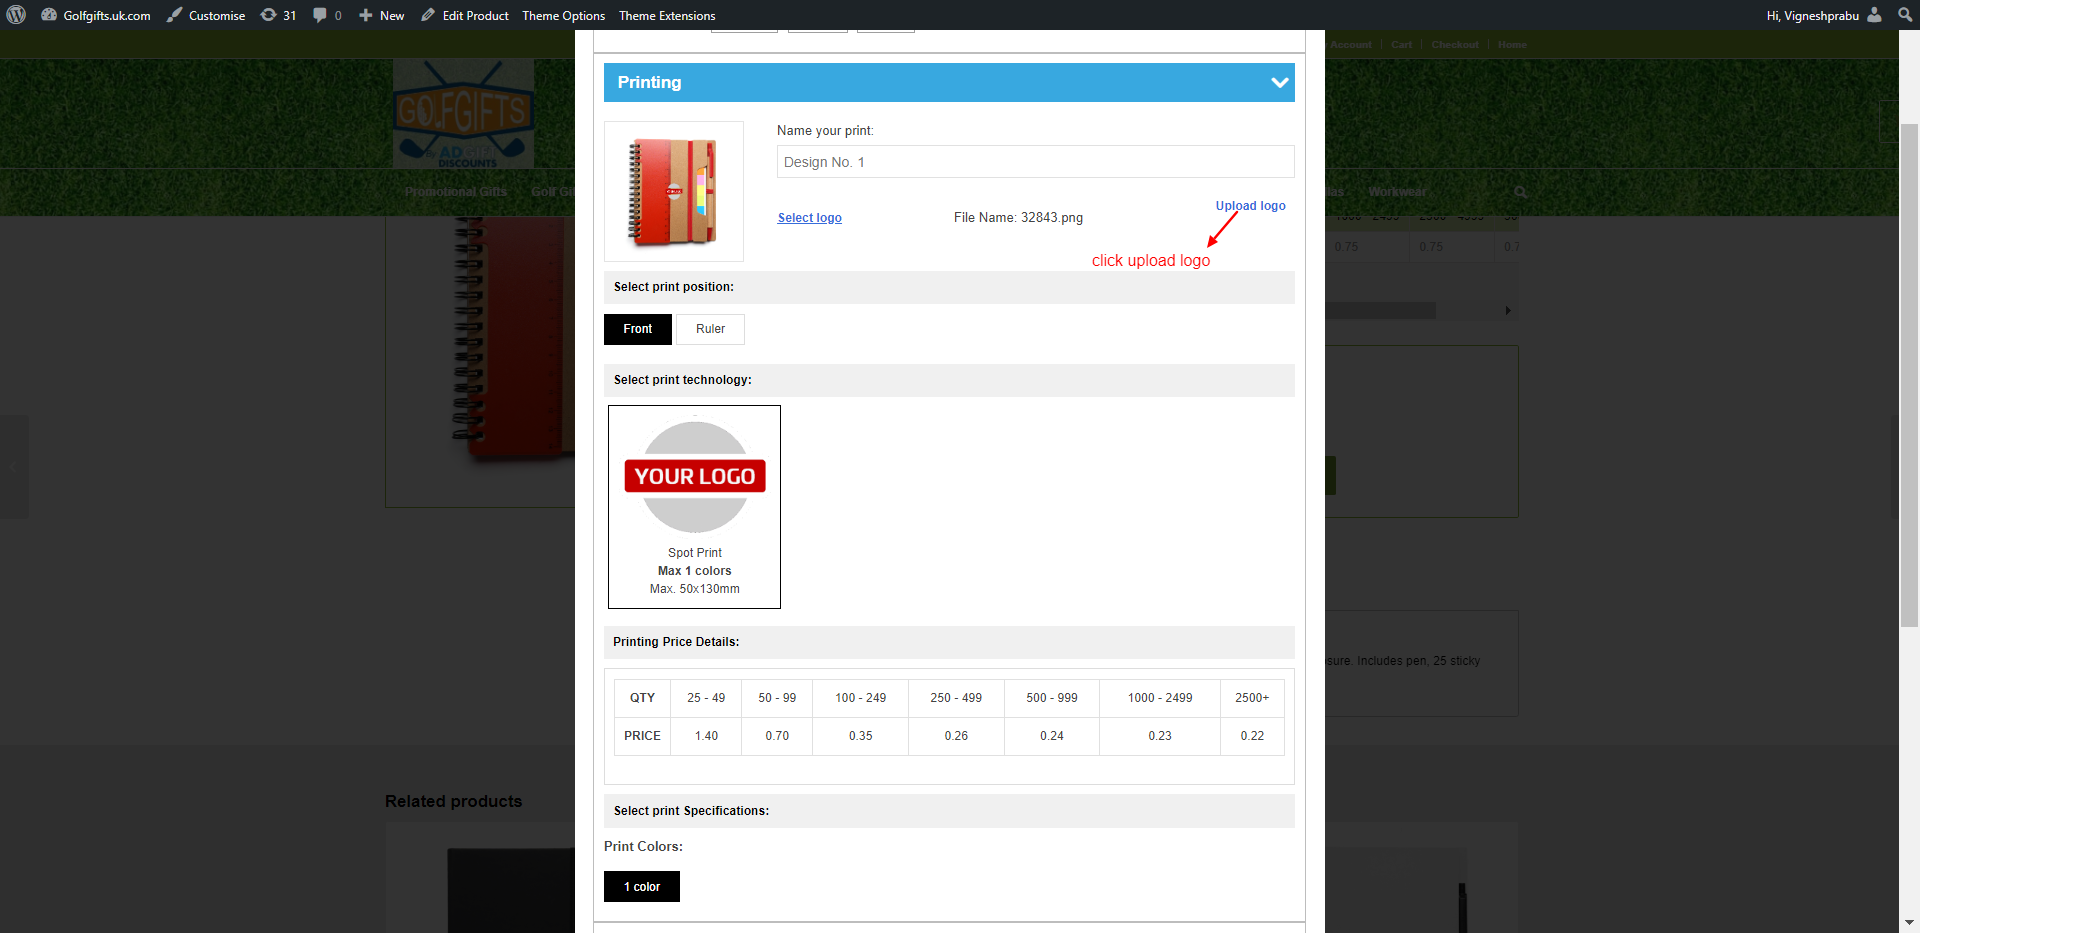 Golfgifts.uk.com Customise 31 0 New Edit Product Theme Options Theme Extensions Hi, Vigneshprabu
Account | Cart | Checkout | Home
Printing
GOLFGIFTS
By AD GIFT
DISCOUNTS
Name your print:
Design No. 1
Promotional Gifts Golf Gi Workwear
Select logo File Name: 32843.png Upload logo
0.75 0.75 0.7
click upload logo
Select print position:
Front Ruler
Select print technology:
YOUR LOGO
Spot Print
Max 1 colors
Max. 50x130mm
Printing Price Details:
sure. Includes pen, 25 sticky
QTY 25 - 49 50 - 99 100 - 249 250 - 499 500 - 999 1000 - 2499 2500+
PRICE 1.40 0.70 0.35 0.26 0.24 0.23 0.22
Related products
Select print Specifications:
Print Colors:
1 color